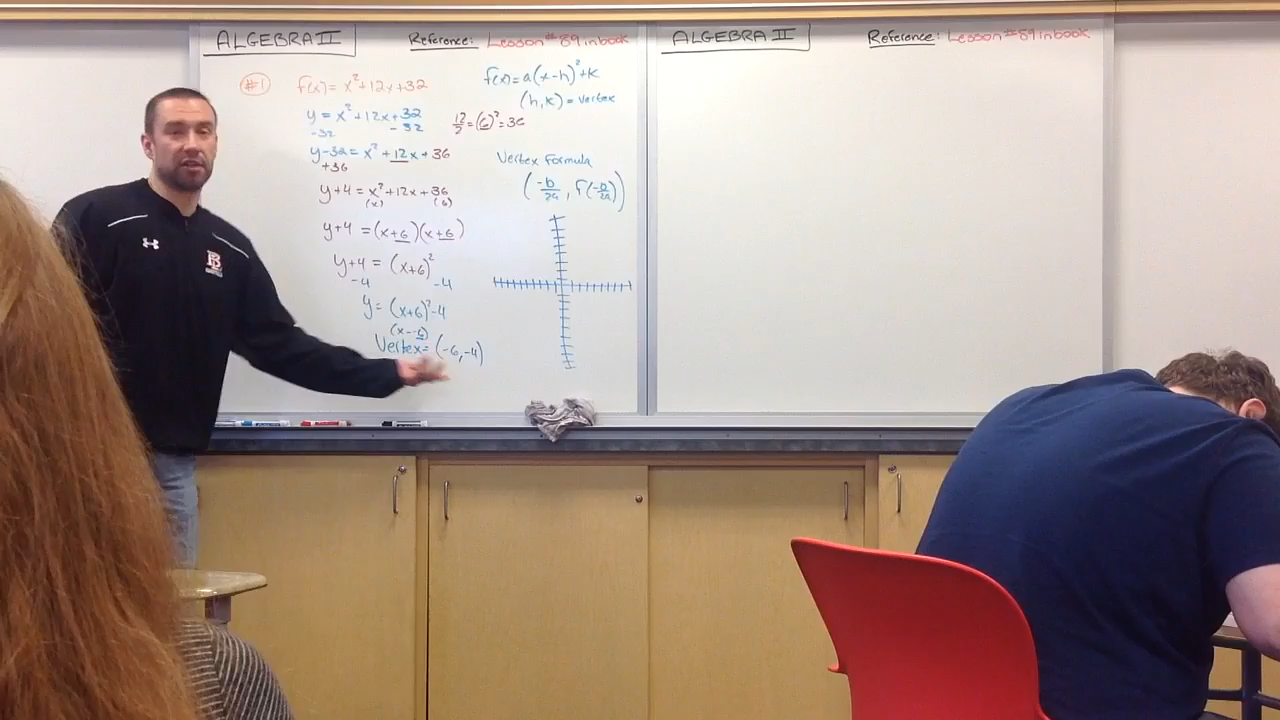 ALGEBRA II
Reference: Lesson #89 in book
#1
f(x) = x²+12x+32
y = x²+12x+32
-32 -32
y-32 = x²+12x+36
+36
y+4 = x²+12x+36
(x) (6)
y+4 = (x+6)(x+6)
y+4 = (x+6)²
-4 -4
y = (x+6)²-4
(x--6)
Vertex = (-6,-4)
f(x) = a(x-h)²+k
(h,k) = vertex
12/2 = (6)² = 36
Vertex Formula
(-b/2a, f(-b/2a))
ALGEBRA II
Reference: Lesson #89 in book
B